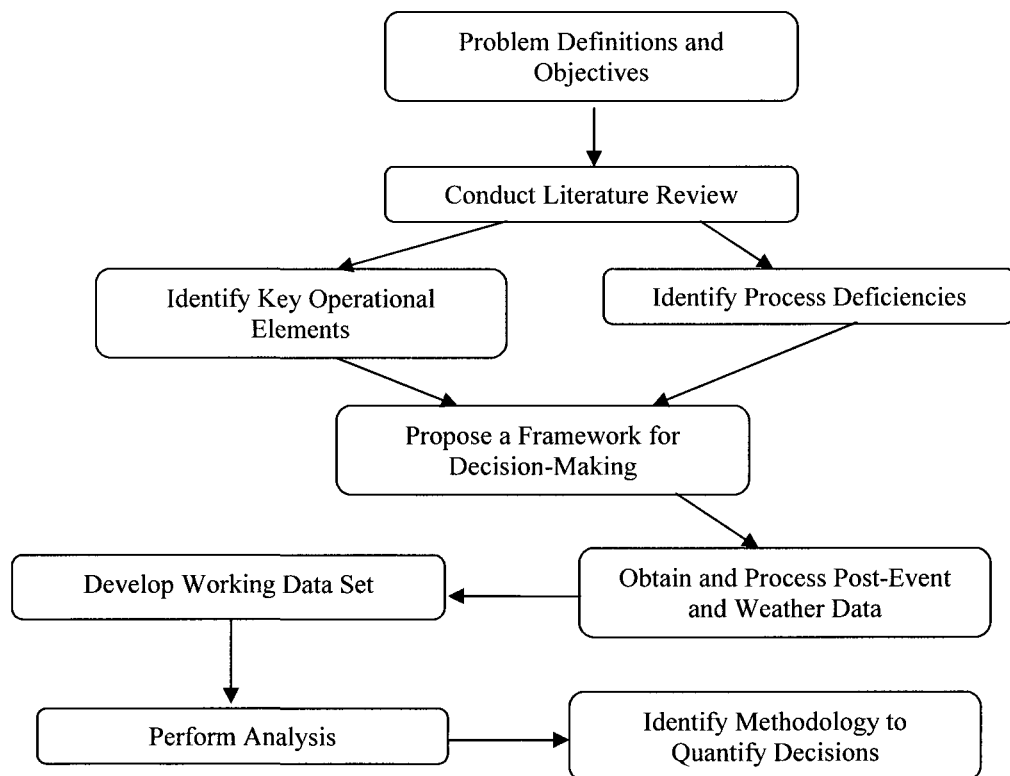 Problem Definitions and
Objectives
Conduct Literature Review
Identify Key Operational
Elements
Identify Process Deficiencies
Propose a Framework for
Decision-Making
Obtain and Process Post-Event
and Weather Data
Develop Working Data Set
Perform Analysis
Identify Methodology to
Quantify Decisions